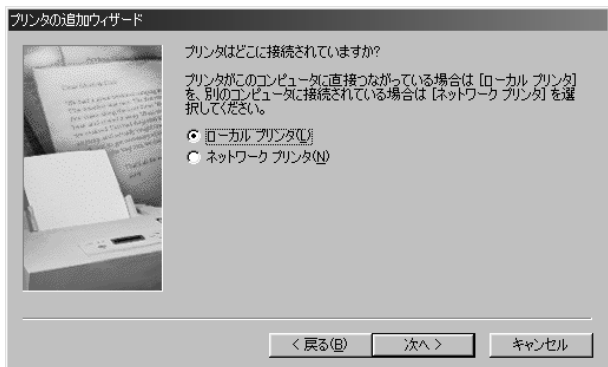 プリンタの追加ウィザード
プリンタはどこに接続されていますか?
プリンタがこのコンピュータに直接つながっている場合は [ローカル プリンタ]
を、別のコンピュータに接続されている場合は [ネットワーク プリンタ] を選
択してください。
ローカル プリンタ(L)
ネットワーク プリンタ(N)
< 戻る(B)
次へ >
キャンセル